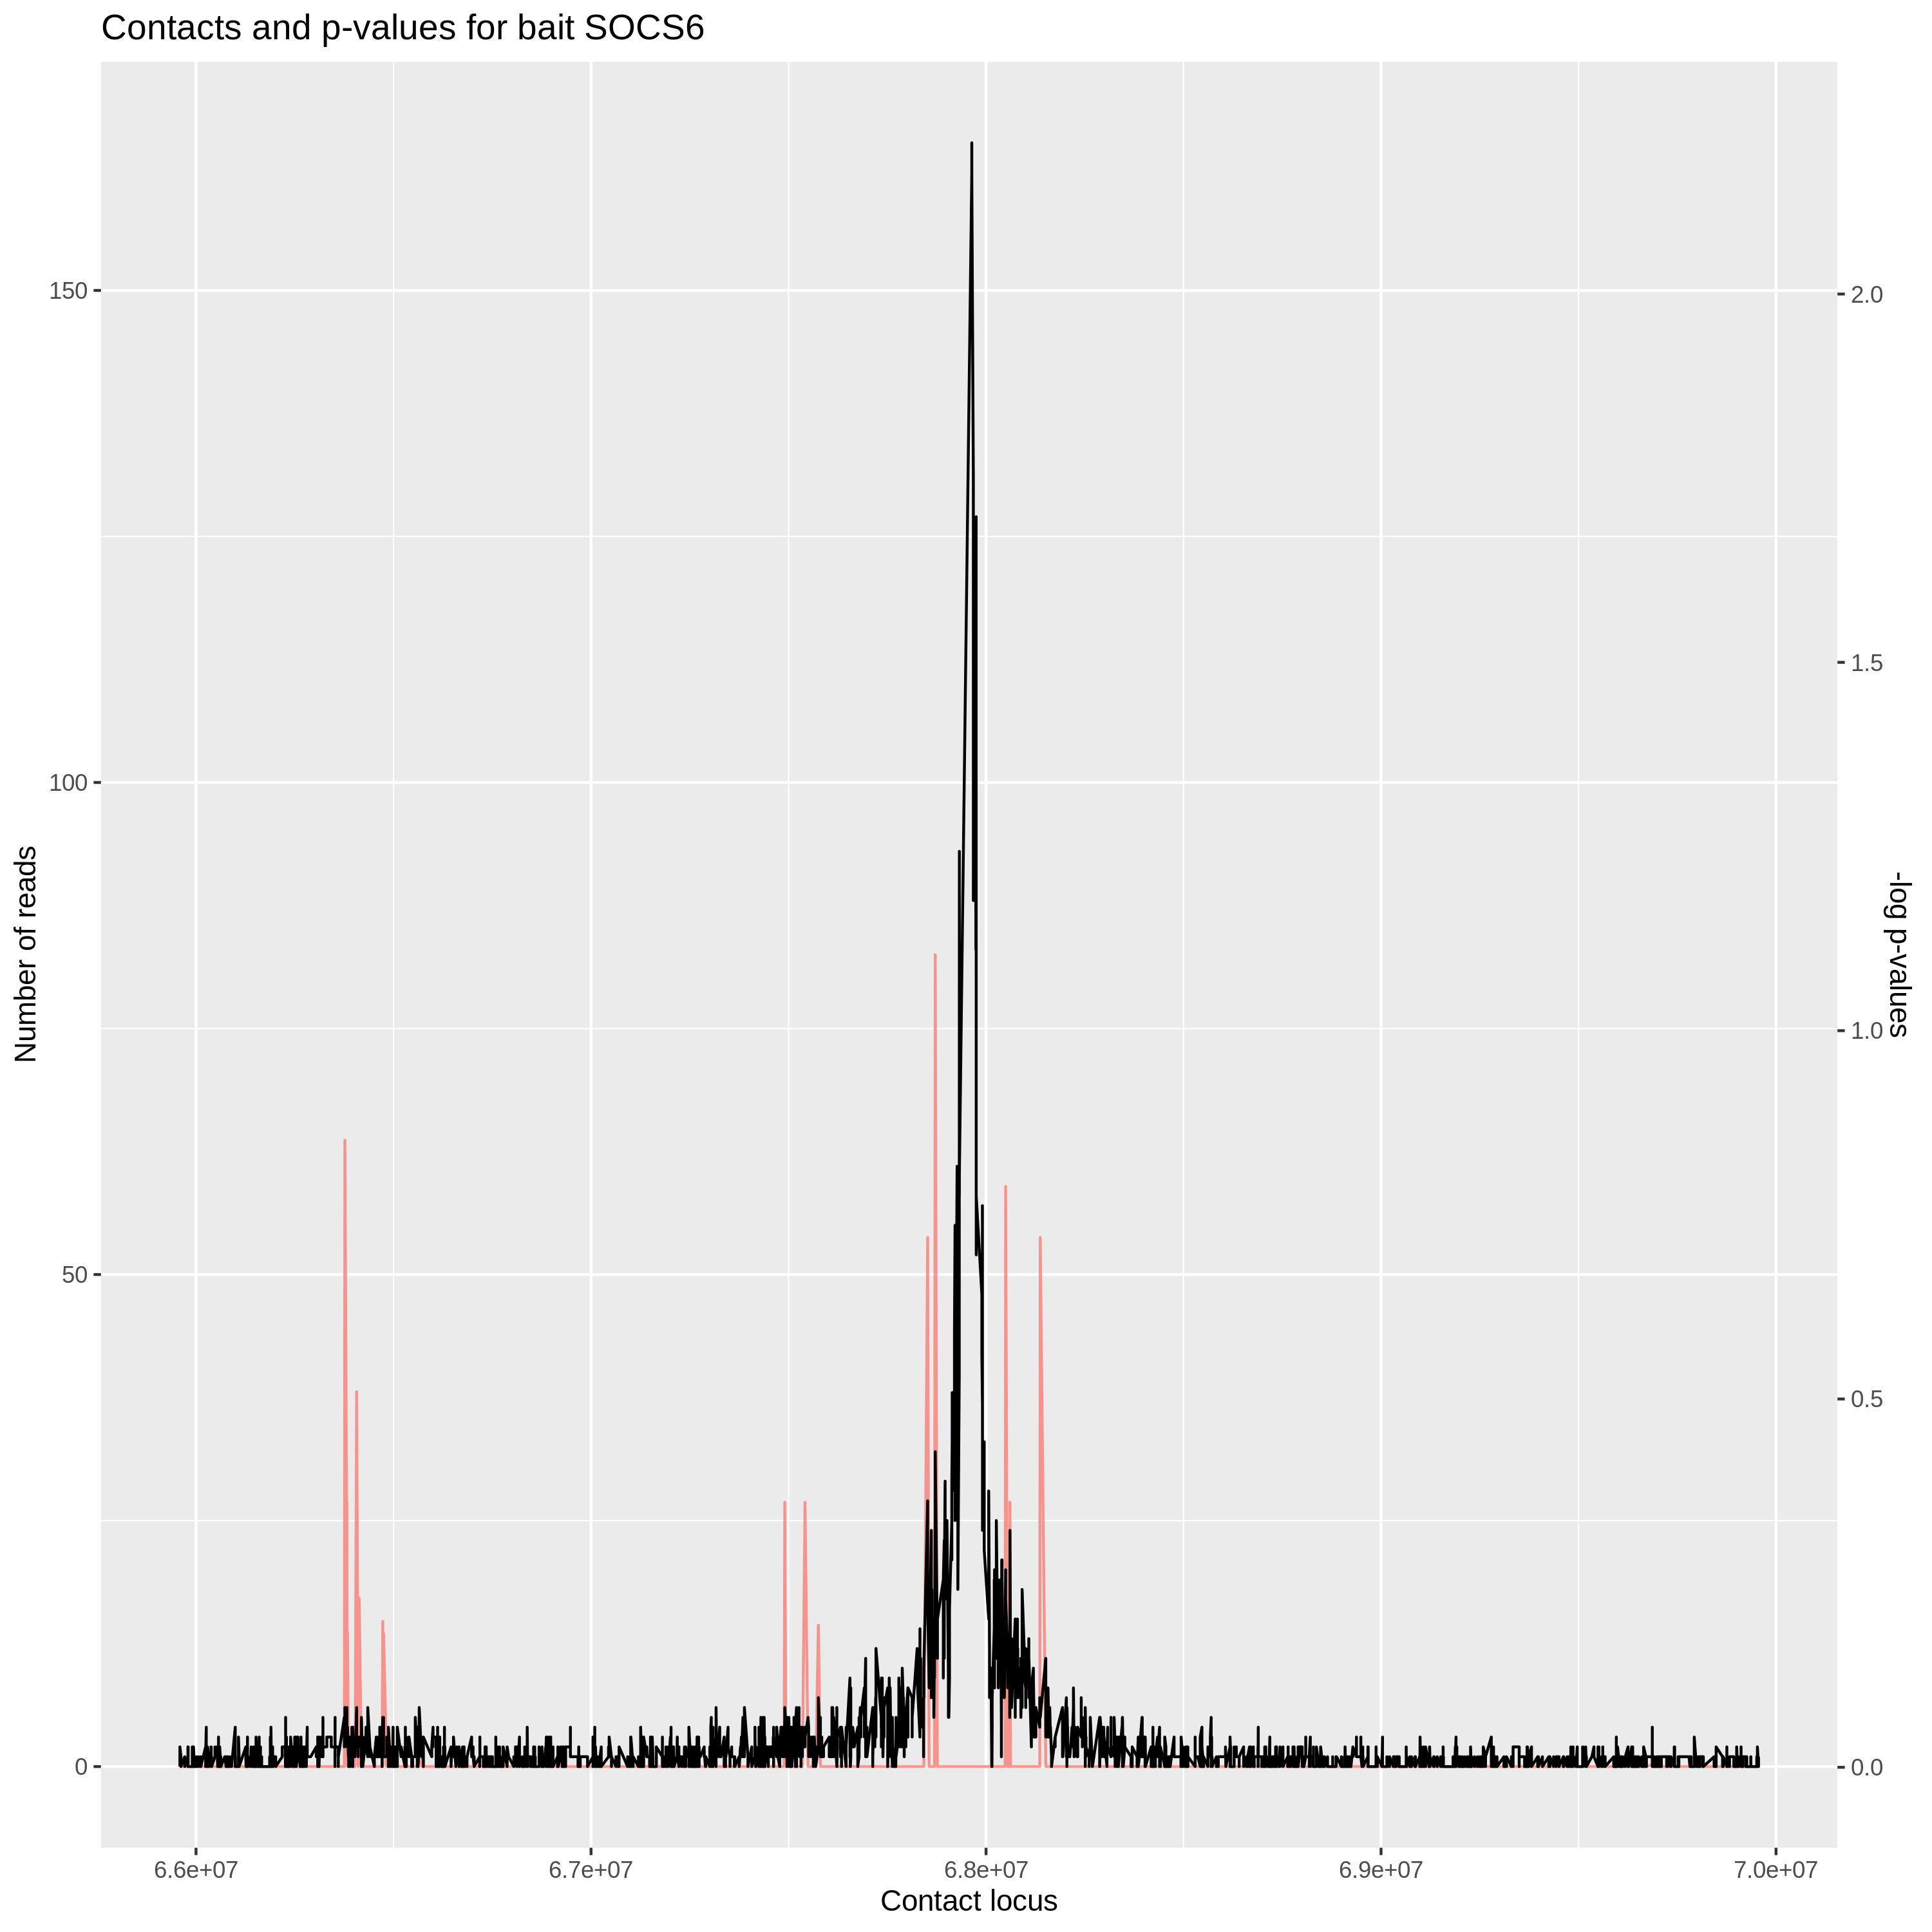 Contacts and p-values for bait SOCS6
150
100
50
0
2.0
1.5
1.0
0.5
0.0
Number of reads
-log p-values
6.6e+07 6.7e+07 6.8e+07 6.9e+07 7.0e+07
Contact locus